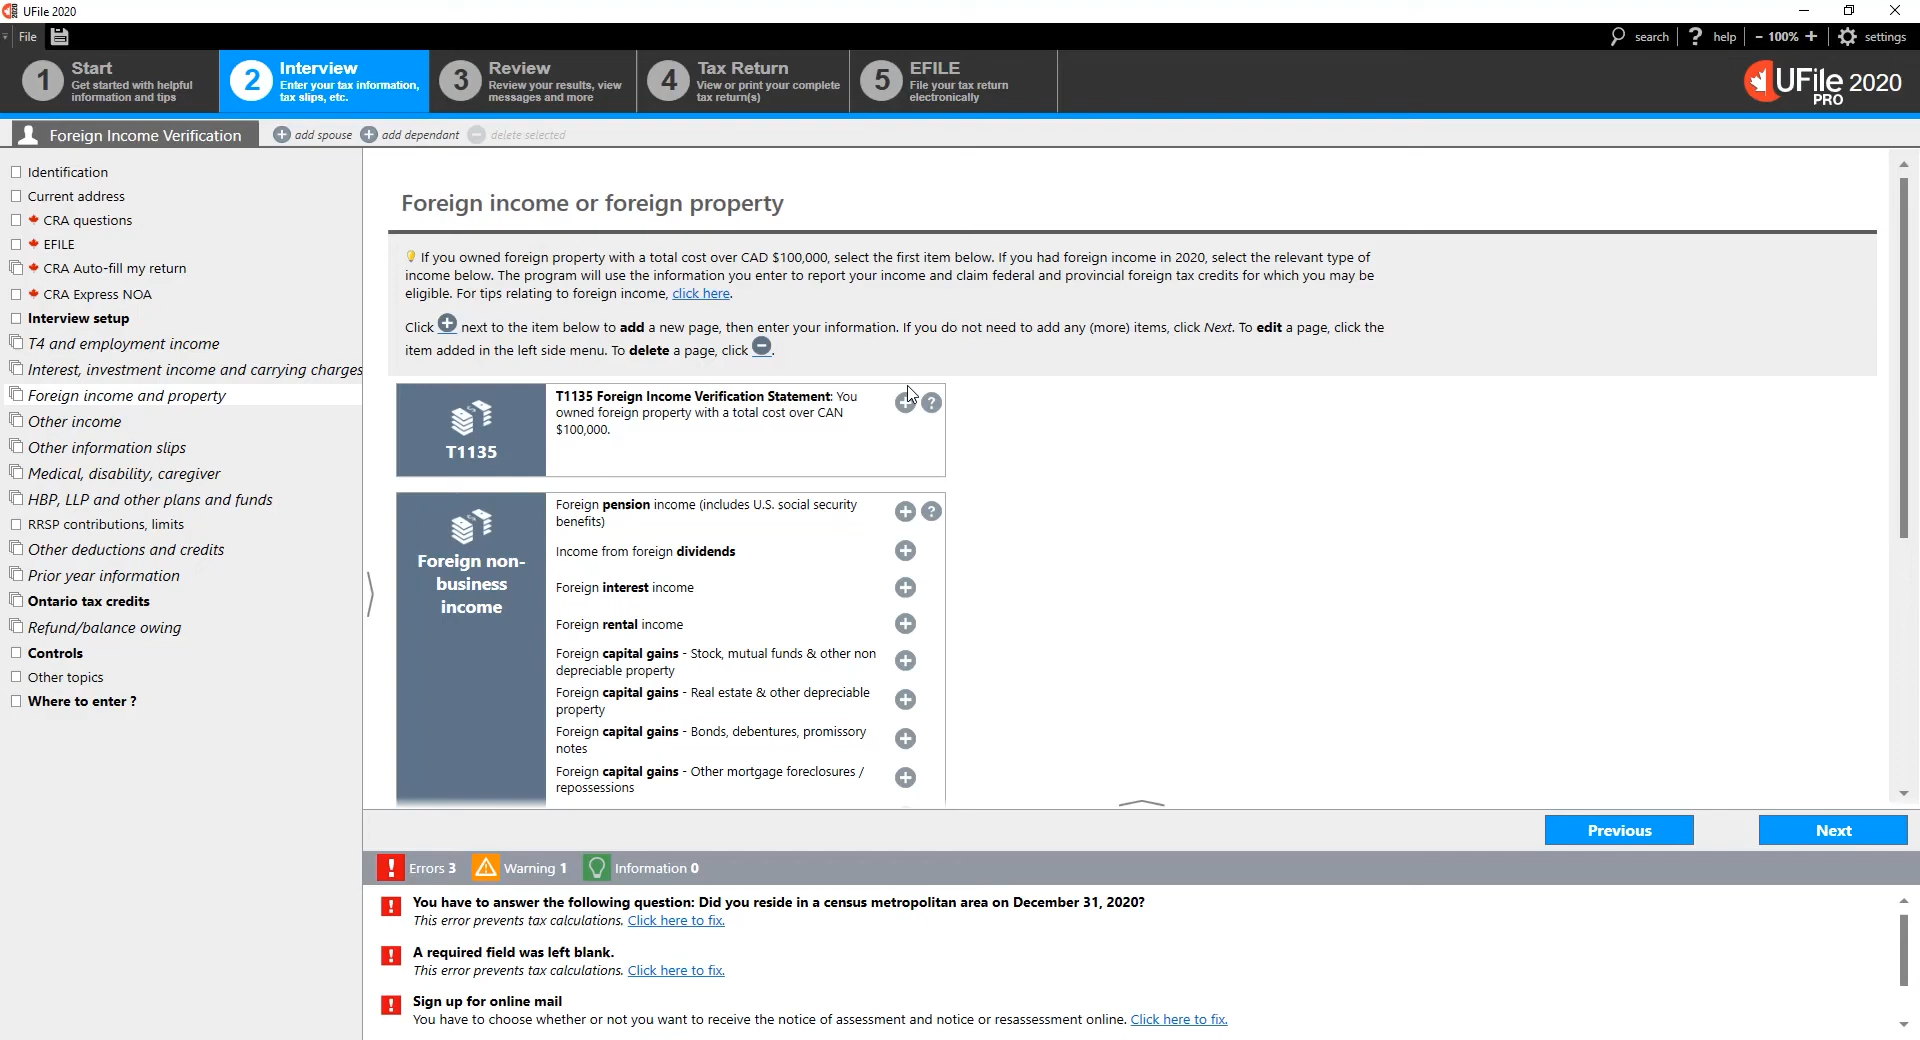 UFile 2020
File
search
help
- 100% +
settings
1 Start
Get started with helpful
information and tips
2 Interview
Enter your tax information,
tax slips, etc.
3 Review
Review your results, view
messages and more
4 Tax Return
View or print your complete
tax return(s)
5 EFILE
File your tax return
electronically
UFile 2020
PRO
Foreign Income Verification
add spouse
add dependant
delete selected
Identification
Current address
CRA questions
EFILE
CRA Auto-fill my return
CRA Express NOA
Interview setup
T4 and employment income
Interest, investment income and carrying charges
Foreign income and property
Other income
Other information slips
Medical, disability, caregiver
HBP, LLP and other plans and funds
RRSP contributions, limits
Other deductions and credits
Prior year information
Ontario tax credits
Refund/balance owing
Controls
Other topics
Where to enter ?
Foreign income or foreign property
If you owned foreign property with a total cost over CAD $100,000, select the first item below. If you had foreign income in 2020, select the relevant type of
income below. The program will use the information you enter to report your income and claim federal and provincial foreign tax credits for which you may be
eligible. For tips relating to foreign income, click here.
Click + next to the item below to add a new page, then enter your information. If you do not need to add any (more) items, click Next. To edit a page, click the
item added in the left side menu. To delete a page, click −.
T1135
T1135 Foreign Income Verification Statement: You
owned foreign property with a total cost over CAN
$100,000.
Foreign non-
business
income
Foreign pension income (includes U.S. social security
benefits)
Income from foreign dividends
Foreign interest income
Foreign rental income
Foreign capital gains - Stock, mutual funds & other non
depreciable property
Foreign capital gains - Real estate & other depreciable
property
Foreign capital gains - Bonds, debentures, promissory
notes
Foreign capital gains - Other mortgage foreclosures /
repossessions
Previous
Next
Errors 3
Warning 1
Information 0
You have to answer the following question: Did you reside in a census metropolitan area on December 31, 2020?
This error prevents tax calculations. Click here to fix.
A required field was left blank.
This error prevents tax calculations. Click here to fix.
Sign up for online mail
You have to choose whether or not you want to receive the notice of assessment and notice or resassessment online. Click here to fix.